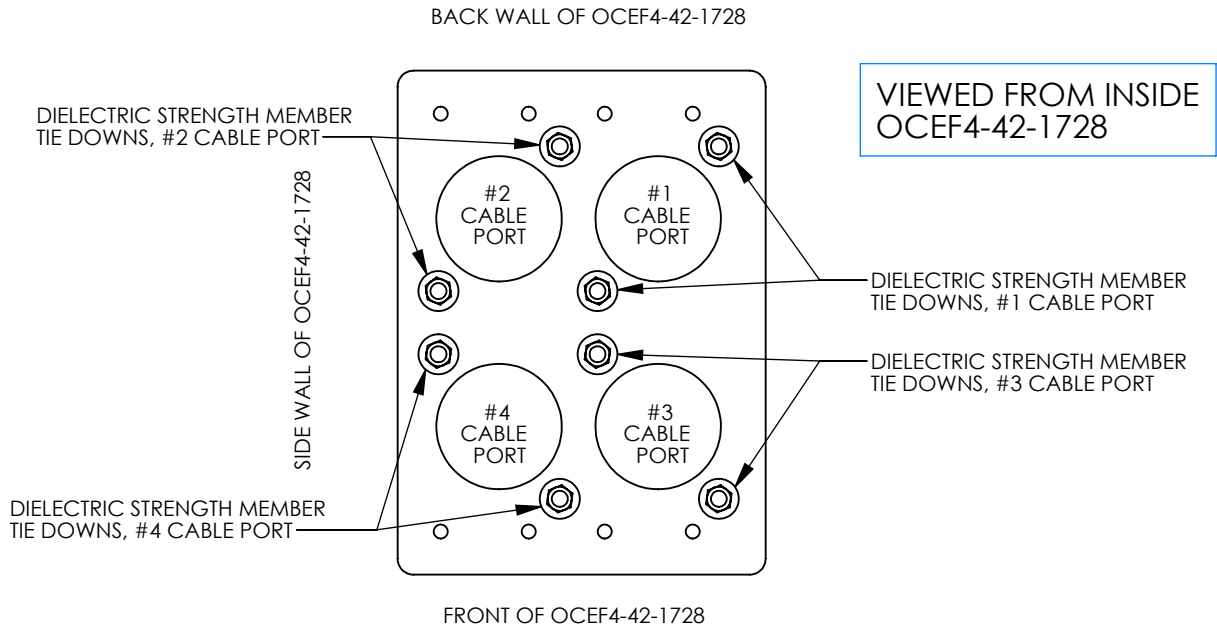 BACK WALL OF OCEF4-42-1728
VIEWED FROM INSIDE
OCEF4-42-1728
DIELECTRIC STRENGTH MEMBER
TIE DOWNS, #2 CABLE PORT
#2
CABLE
PORT
#1
CABLE
PORT
SIDE WALL OF OCEF4-42-1728
DIELECTRIC STRENGTH MEMBER
TIE DOWNS, #1 CABLE PORT
DIELECTRIC STRENGTH MEMBER
TIE DOWNS, #3 CABLE PORT
#4
CABLE
PORT
#3
CABLE
PORT
DIELECTRIC STRENGTH MEMBER
TIE DOWNS, #4 CABLE PORT
FRONT OF OCEF4-42-1728